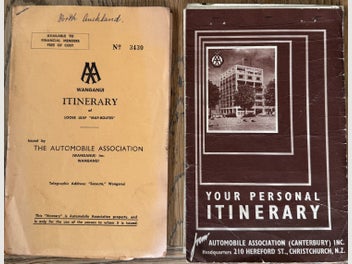 North Auckland.
AVAILABLE TO
FINANCIAL MEMBERS
FREE OF COST
Nº 3430
AA
WANGANUI
ITINERARY
of
LOOSE LEAF "WAY-ROUTES"
Issued by
THE AUTOMOBILE ASSOCIATION
(WANGANUI) Inc.
WANGANUI
Telegraphic Address: "Service," Wanganui
This "Itinerary" is Automobile Association property, and
is only for the use of the person to whom it is issued
AA
YOUR PERSONAL
ITINERARY
from
AUTOMOBILE ASSOCIATION (CANTERBURY) INC.
Headquarters 210 HEREFORD ST., CHRISTCHURCH, N.Z.